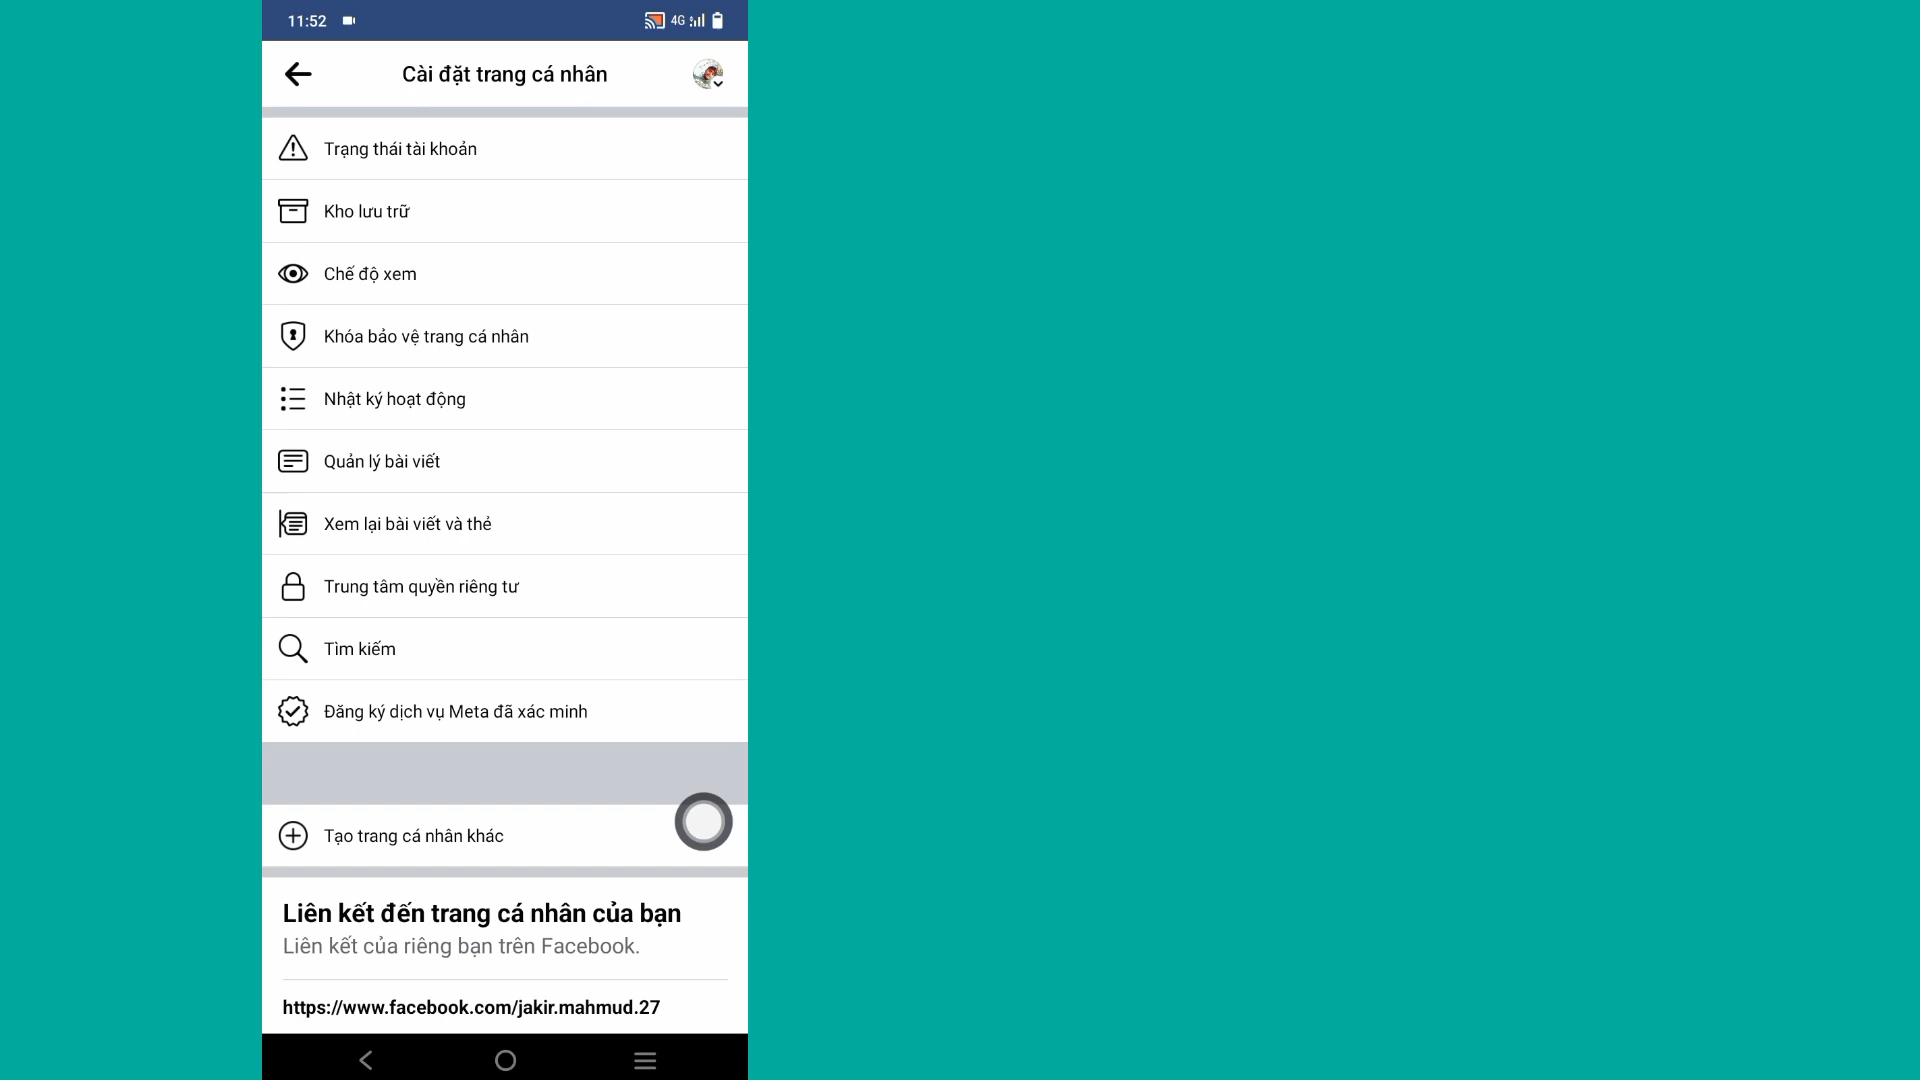 11:52
4G
Cài đặt trang cá nhân
Trạng thái tài khoản
Kho lưu trữ
Chế độ xem
Khóa bảo vệ trang cá nhân
Nhật ký hoạt động
Quản lý bài viết
Xem lại bài viết và thẻ
Trung tâm quyền riêng tư
Tìm kiếm
Đăng ký dịch vụ Meta đã xác minh
Tạo trang cá nhân khác
Liên kết đến trang cá nhân của bạn
Liên kết của riêng bạn trên Facebook.
https://www.facebook.com/jakir.mahmud.27